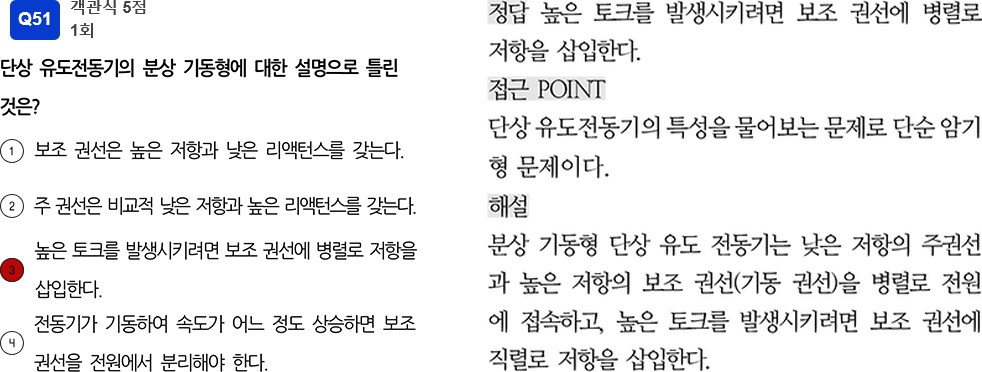 Q51
객관식 5점
1회
단상 유도전동기의 분상 기동형에 대한 설명으로 틀린
것은?
1 보조 권선은 높은 저항과 낮은 리액턴스를 갖는다.
2 주 권선은 비교적 낮은 저항과 높은 리액턴스를 갖는다.
3 높은 토크를 발생시키려면 보조 권선에 병렬로 저항을
삽입한다.
4 전동기가 기동하여 속도가 어느 정도 상승하면 보조
권선을 전원에서 분리해야 한다.
정답 높은 토크를 발생시키려면 보조 권선에 병렬로
저항을 삽입한다.
접근 POINT
단상 유도전동기의 특성을 물어보는 문제로 단순 암기
형 문제이다.
해설
분상 기동형 단상 유도 전동기는 낮은 저항의 주권선
과 높은 저항의 보조 권선(기동 권선)을 병렬로 전원
에 접속하고, 높은 토크를 발생시키려면 보조 권선에
직렬로 저항을 삽입한다.